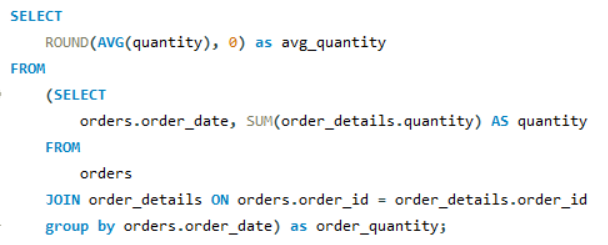 SELECT
ROUND(AVG(quantity), 0) as avg_quantity
FROM
(SELECT
orders.order_date, SUM(order_details.quantity) AS quantity
FROM
orders
JOIN order_details ON orders.order_id = order_details.order_id
group by orders.order_date) as order_quantity;